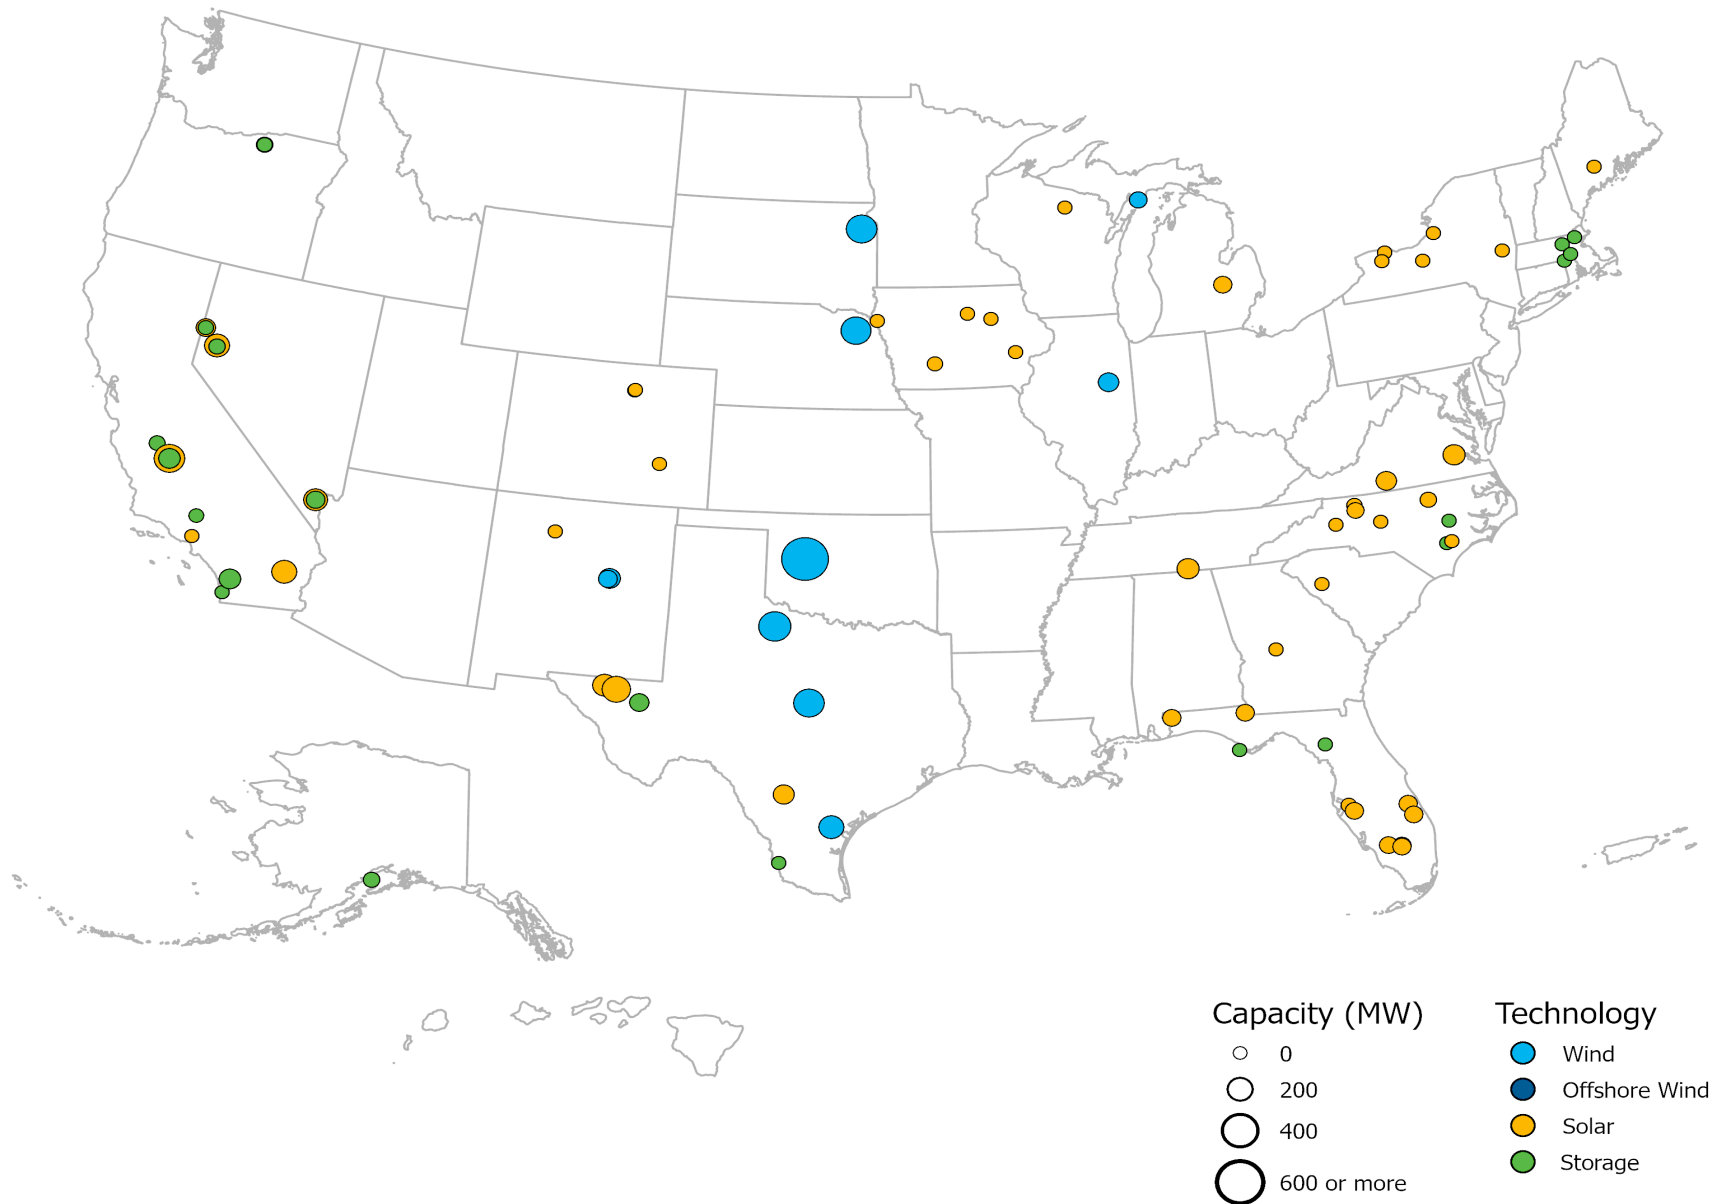 Capacity (MW)
0
200
400
600 or more
Technology
Wind
Offshore Wind
Solar
Storage